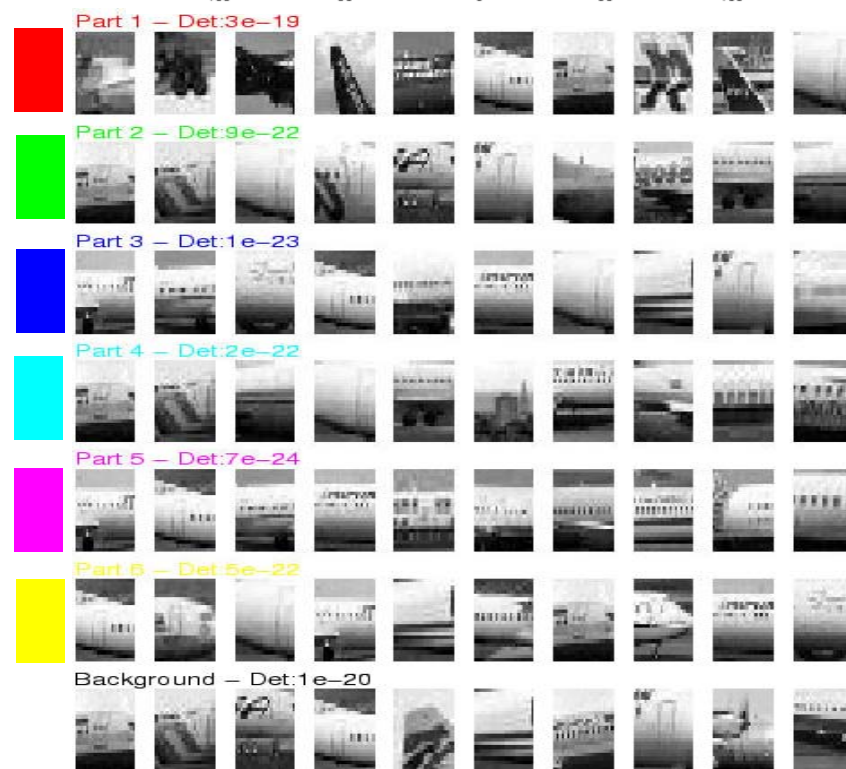 Part 1 – Det:3e–19
Part 2 – Det:9e–22
Part 3 – Det:1e–23
Part 4 – Det:2e–22
Part 5 – Det:7e–24
Part 6 – Det:5e–22
Background – Det:1e–20